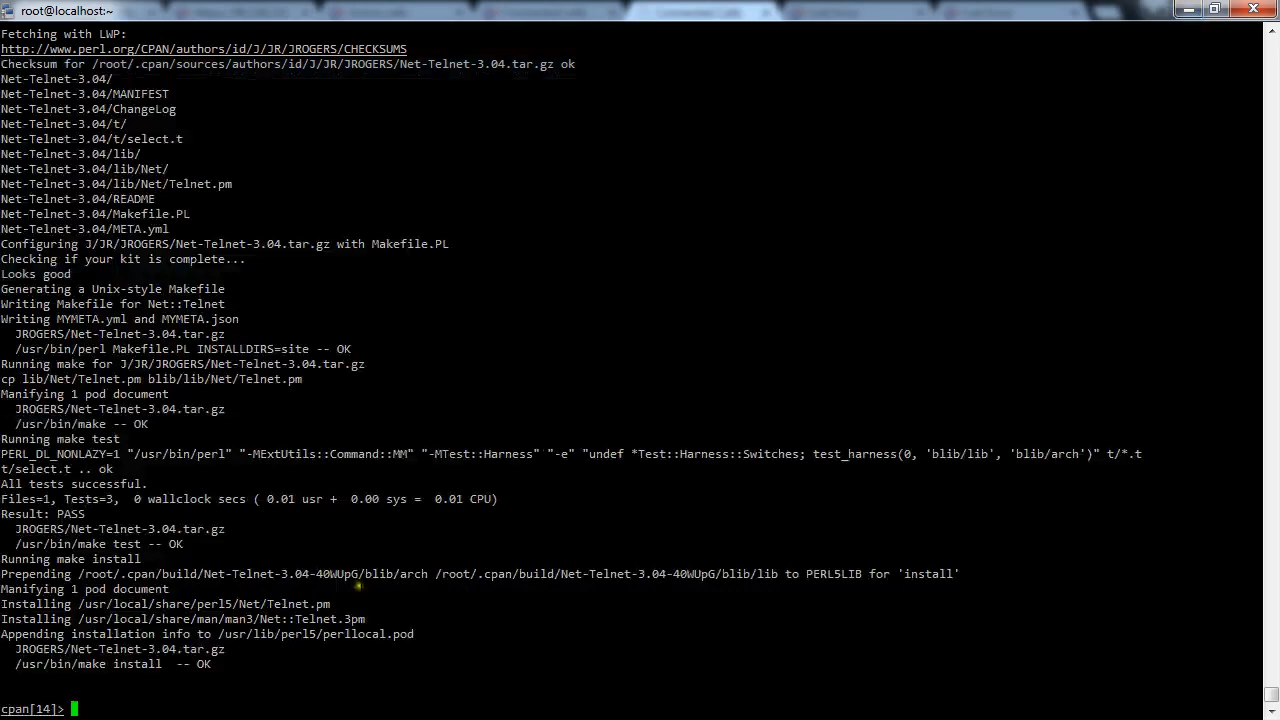 root@localhost:~
Fetching with LWP:
http://www.perl.org/CPAN/authors/id/J/JR/JROGERS/CHECKSUMS
Checksum for /root/.cpan/sources/authors/id/J/JR/JROGERS/Net-Telnet-3.04.tar.gz ok
Net-Telnet-3.04/
Net-Telnet-3.04/MANIFEST
Net-Telnet-3.04/ChangeLog
Net-Telnet-3.04/t/
Net-Telnet-3.04/t/select.t
Net-Telnet-3.04/lib/
Net-Telnet-3.04/lib/Net/
Net-Telnet-3.04/lib/Net/Telnet.pm
Net-Telnet-3.04/README
Net-Telnet-3.04/Makefile.PL
Net-Telnet-3.04/META.yml
Configuring J/JR/JROGERS/Net-Telnet-3.04.tar.gz with Makefile.PL
Checking if your kit is complete...
Looks good
Generating a Unix-style Makefile
Writing Makefile for Net::Telnet
Writing MYMETA.yml and MYMETA.json
  JROGERS/Net-Telnet-3.04.tar.gz
  /usr/bin/perl Makefile.PL INSTALLDIRS=site -- OK
Running make for J/JR/JROGERS/Net-Telnet-3.04.tar.gz
cp lib/Net/Telnet.pm blib/lib/Net/Telnet.pm
Manifying 1 pod document
  JROGERS/Net-Telnet-3.04.tar.gz
  /usr/bin/make -- OK
Running make test
PERL_DL_NONLAZY=1 "/usr/bin/perl" "-MExtUtils::Command::MM" "-MTest::Harness" "-e" "undef *Test::Harness::Switches; test_harness(0, 'blib/lib', 'blib/arch')" t/*.t
t/select.t .. ok
All tests successful.
Files=1, Tests=3,  0 wallclock secs ( 0.01 usr +  0.00 sys =  0.01 CPU)
Result: PASS
  JROGERS/Net-Telnet-3.04.tar.gz
  /usr/bin/make test -- OK
Running make install
Prepending /root/.cpan/build/Net-Telnet-3.04-40WUpG/blib/arch /root/.cpan/build/Net-Telnet-3.04-40WUpG/blib/lib to PERL5LIB for 'install'
Manifying 1 pod document
Installing /usr/local/share/perl5/Net/Telnet.pm
Installing /usr/local/share/man/man3/Net::Telnet.3pm
Appending installation info to /usr/lib/perl5/perllocal.pod
  JROGERS/Net-Telnet-3.04.tar.gz
  /usr/bin/make install  -- OK
cpan[14]>